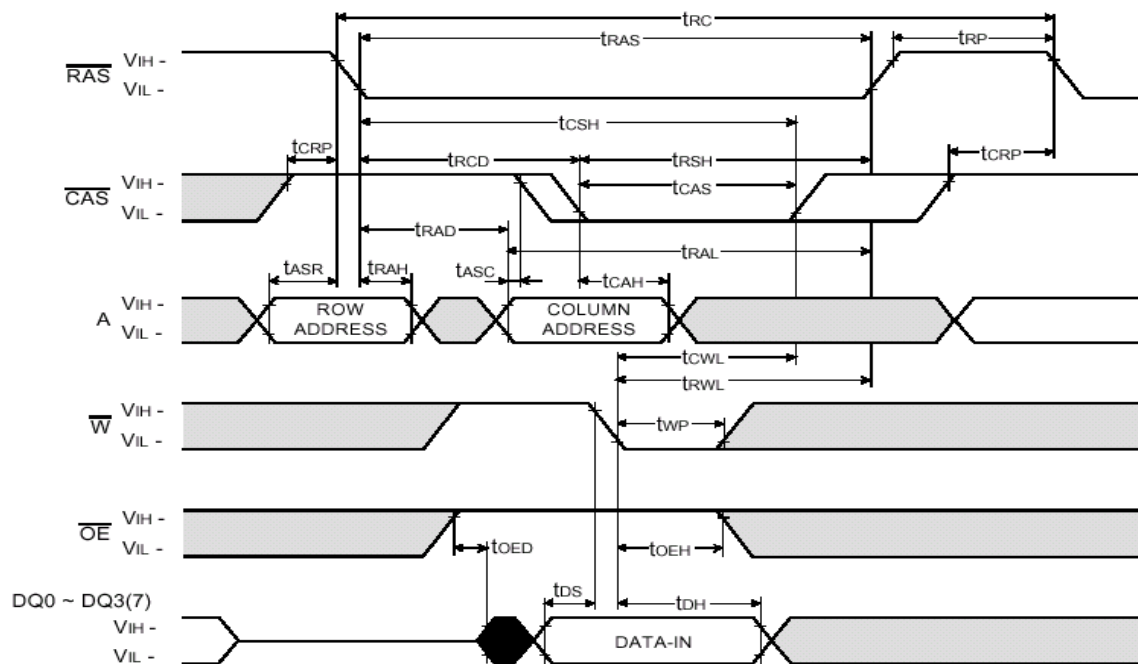 tRC
tRAS
tRP
RAS
VIH -
VIL -
tCSH
tCRP
tRCD
tRSH
tCRP
CAS
VIH -
VIL -
tCAS
tRAD
tRAL
tASR
tRAH
tASC
tCAH
A
VIH -
VIL -
ROW
ADDRESS
COLUMN
ADDRESS
tCWL
tRWL
W
VIH -
VIL -
tWP
OE
VIH -
VIL -
tOED
tOEH
tDS
tDH
DQ0 ~ DQ3(7)
VIH -
VIL -
DATA-IN